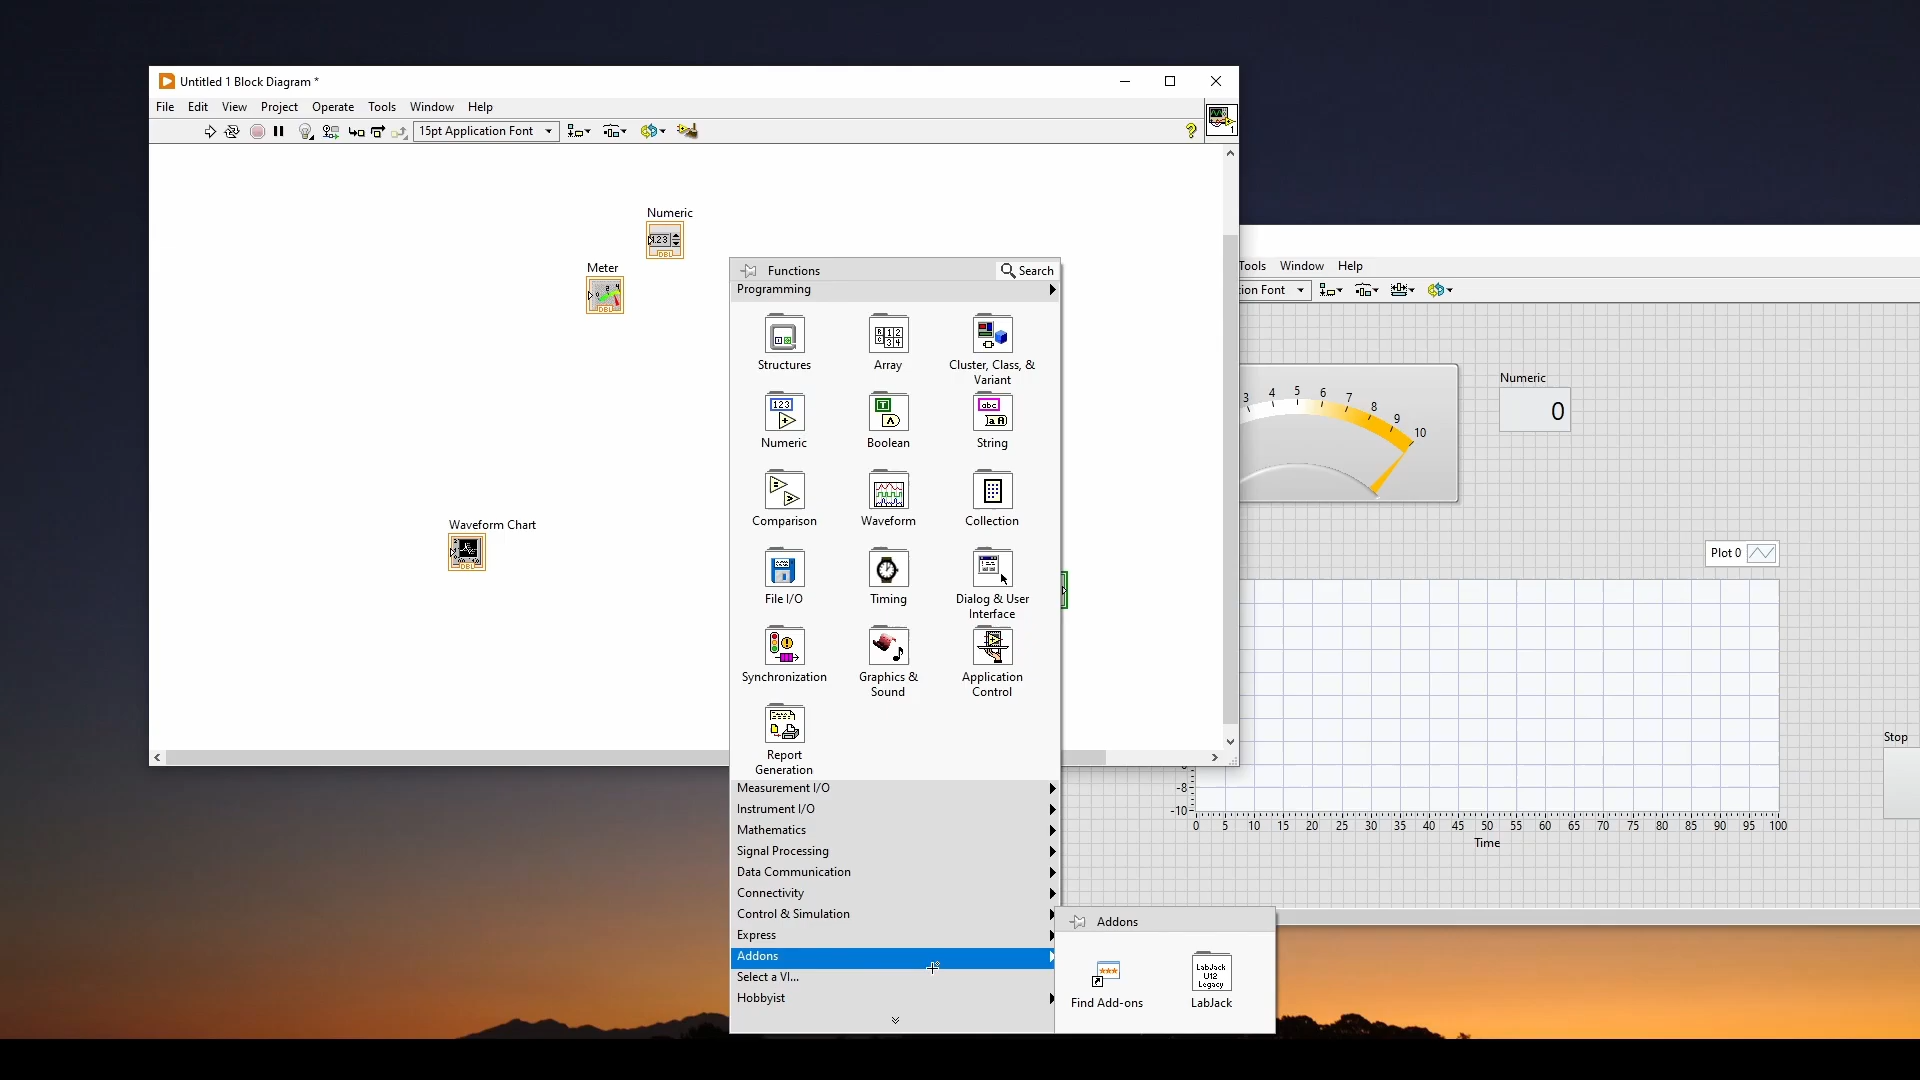 Untitled 1 Block Diagram *
File Edit View Project Operate Tools Window Help
15pt Application Font
Numeric
Meter
Waveform Chart
Functions
Search
Programming
Structures
Array
Cluster, Class, &
Variant
Numeric
Boolean
String
Comparison
Waveform
Collection
File I/O
Timing
Dialog & User
Interface
Synchronization
Graphics &
Sound
Application
Control
Report
Generation
Measurement I/O
Instrument I/O
Mathematics
Signal Processing
Data Communication
Connectivity
Control & Simulation
Express
Addons
Select a VI...
Hobbyist
Addons
LabJack
U12
Legacy
Find Add-ons
LabJack
Tools Window Help
ion Font
3 4 5 6 7 8 9 10
Numeric
0
Plot 0
Stop
-8
-10
0 5 10 15 20 25 30 35 40 45 50 55 60 65 70 75 80 85 90 95 100
Time